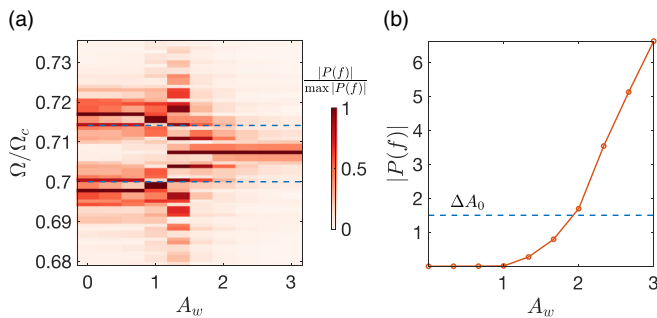 (a)
(b)
0.73
0.72
0.71
0.7
0.69
0.68
Ω/Ω_c
0 1 2 3
A_w
|P(f)|
max |P(f)|
1
0.5
0
|P(f)|
6
5
4
3
2
1
ΔA_0
0 1 2 3
A_w